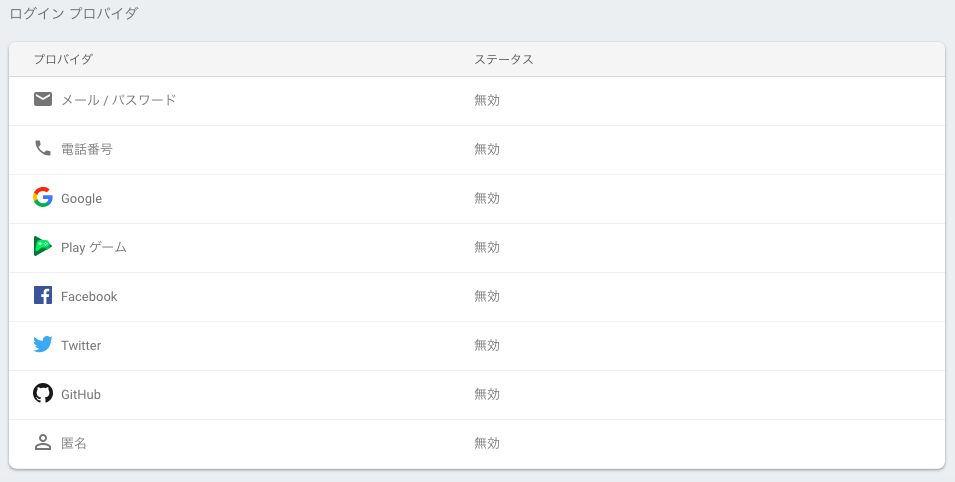 ログイン プロバイダ
プロバイダ ステータス
メール / パスワード 無効
電話番号 無効
Google 無効
Play ゲーム 無効
Facebook 無効
Twitter 無効
GitHub 無効
匿名 無効